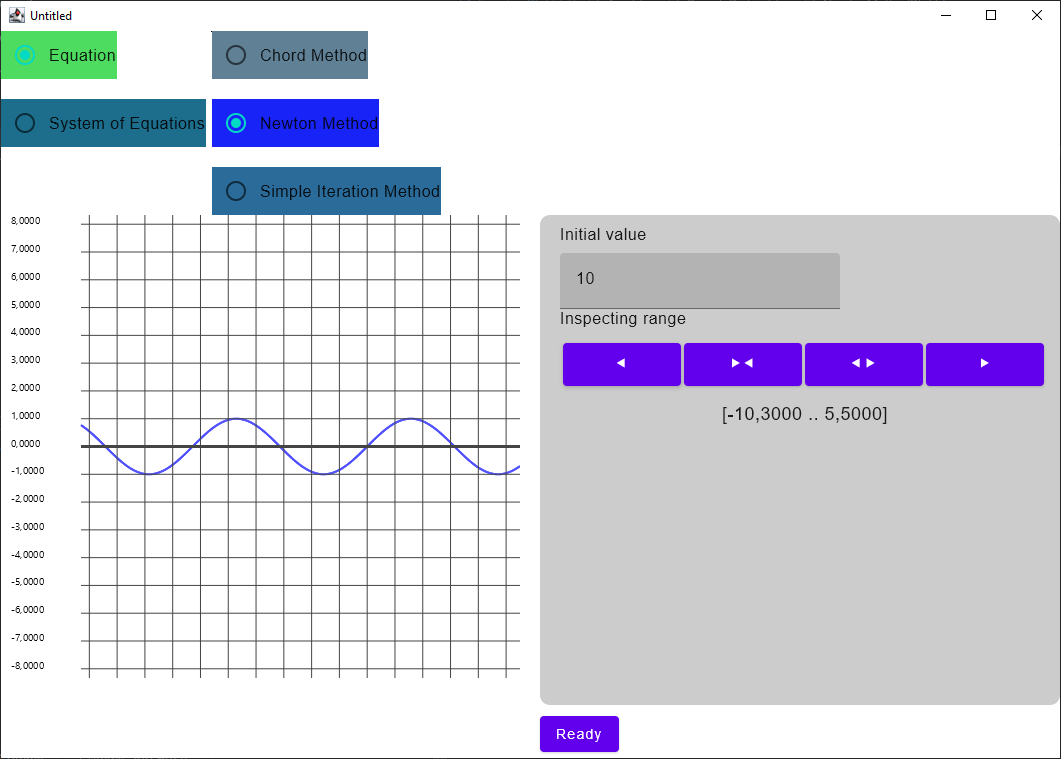 Untitled
Equation
Chord Method
System of Equations
Newton Method
Simple Iteration Method
8,0000
7,0000
6,0000
5,0000
4,0000
3,0000
2,0000
1,0000
0,0000
-1,0000
-2,0000
-3,0000
-4,0000
-5,0000
-6,0000
-7,0000
-8,0000
Initial value
10
Inspecting range
[-10,3000 .. 5,5000]
Ready